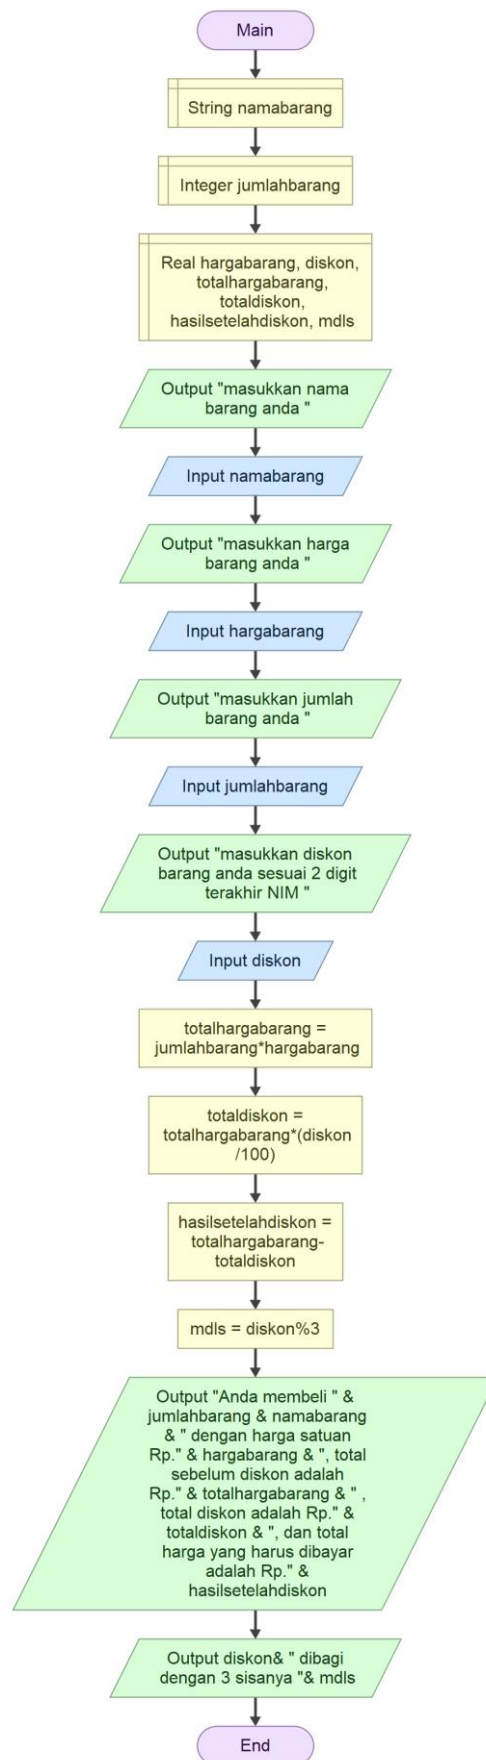 Main
String namabarang
Integer jumlahbarang
Real hargabarang, diskon,
totalhargabarang,
totaldiskon,
hasilsetelahdiskon, mdls
Output "masukkan nama
barang anda "
Input namabarang
Output "masukkan harga
barang anda "
Input hargabarang
Output "masukkan jumlah
barang anda "
Input jumlahbarang
Output "masukkan diskon
barang anda sesuai 2 digit
terakhir NIM "
Input diskon
totalhargabarang =
jumlahbarang*hargabarang
totaldiskon =
totalhargabarang*(diskon
/100)
hasilsetelahdiskon =
totalhargabarang-
totaldiskon
mdls = diskon%3
Output "Anda membeli " &
jumlahbarang & namabarang
& " dengan harga satuan
Rp." & hargabarang & ", total
sebelum diskon adalah
Rp." & totalhargabarang & " ,
total diskon adalah Rp." &
totaldiskon & ", dan total
harga yang harus dibayar
adalah Rp." &
hasilsetelahdiskon
Output diskon& " dibagi
dengan 3 sisanya "& mdls
End